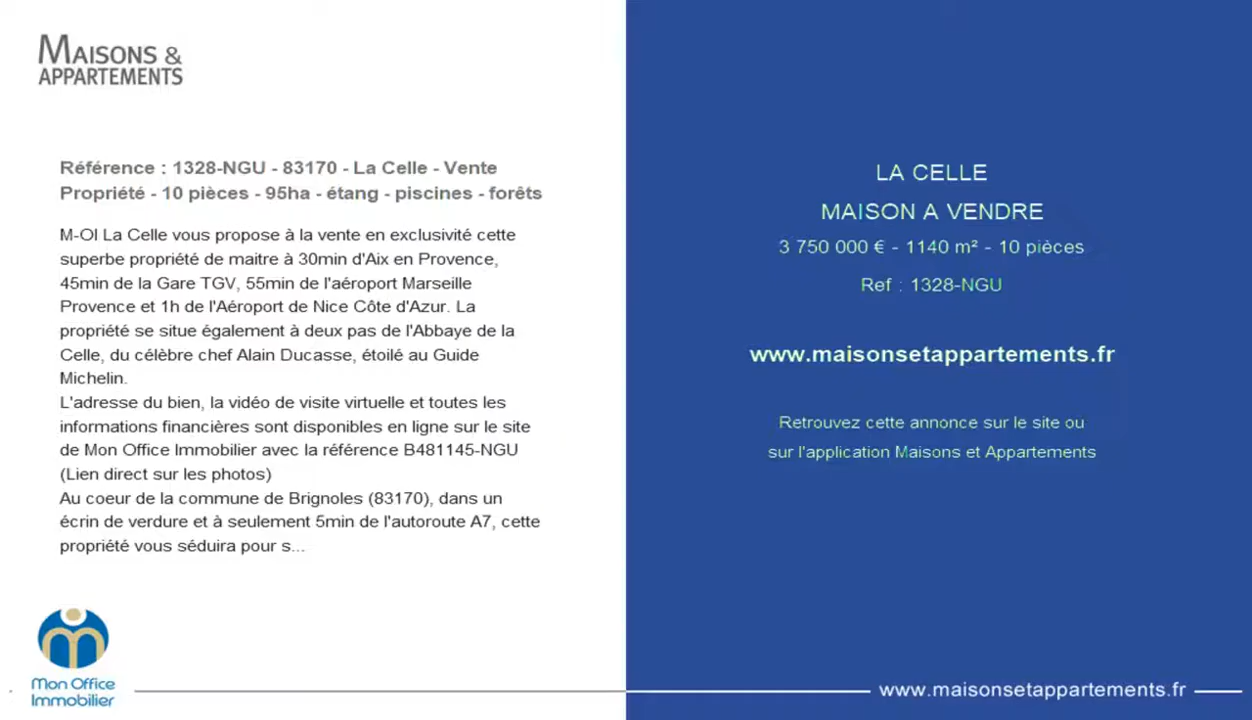 MAISONS &
APPARTEMENTS
Référence : 1328-NGU - 83170 - La Celle - Vente
Propriété - 10 pièces - 95ha - étang - piscines - forêts
M-OI La Celle vous propose à la vente en exclusivité cette
superbe propriété de maitre à 30min d'Aix en Provence,
45min de la Gare TGV, 55min de l'aéroport Marseille
Provence et 1h de l'Aéroport de Nice Côte d'Azur. La
propriété se situe également à deux pas de l'Abbaye de la
Celle, du célèbre chef Alain Ducasse, étoilé au Guide
Michelin.
L'adresse du bien, la vidéo de visite virtuelle et toutes les
informations financières sont disponibles en ligne sur le site
de Mon Office Immobilier avec la référence B481145-NGU
(Lien direct sur les photos)
Au coeur de la commune de Brignoles (83170), dans un
écrin de verdure et à seulement 5min de l'autoroute A7, cette
propriété vous séduira pour s...
Mon Office
Immobilier
LA CELLE
MAISON A VENDRE
3 750 000 € - 1140 m² - 10 pièces
Ref : 1328-NGU
www.maisonsetappartements.fr
Retrouvez cette annonce sur le site ou
sur l'application Maisons et Appartements
www.maisonsetappartements.fr